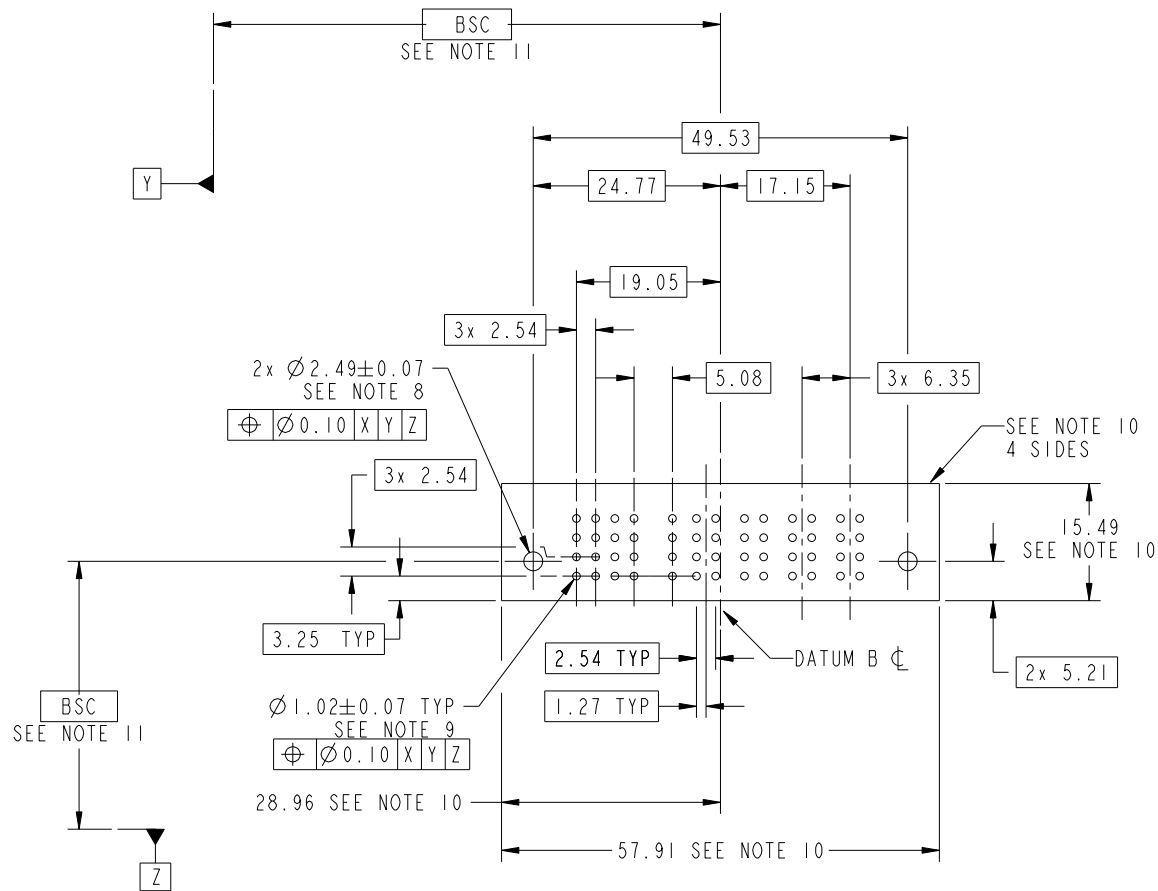 BSC
SEE NOTE 11
49.53
Y
24.77
17.15
19.05
3x 2.54
2x Ø2.49±0.07
SEE NOTE 8
⌖ Ø0.10 X Y Z
5.08
3x 6.35
SEE NOTE 10
4 SIDES
3x 2.54
15.49
SEE NOTE 10
3.25 TYP
2.54 TYP
DATUM B ℄
2x 5.21
BSC
SEE NOTE 11
Ø1.02±0.07 TYP
SEE NOTE 9
⌖ Ø0.10 X Y Z
1.27 TYP
28.96 SEE NOTE 10
57.91 SEE NOTE 10
Z